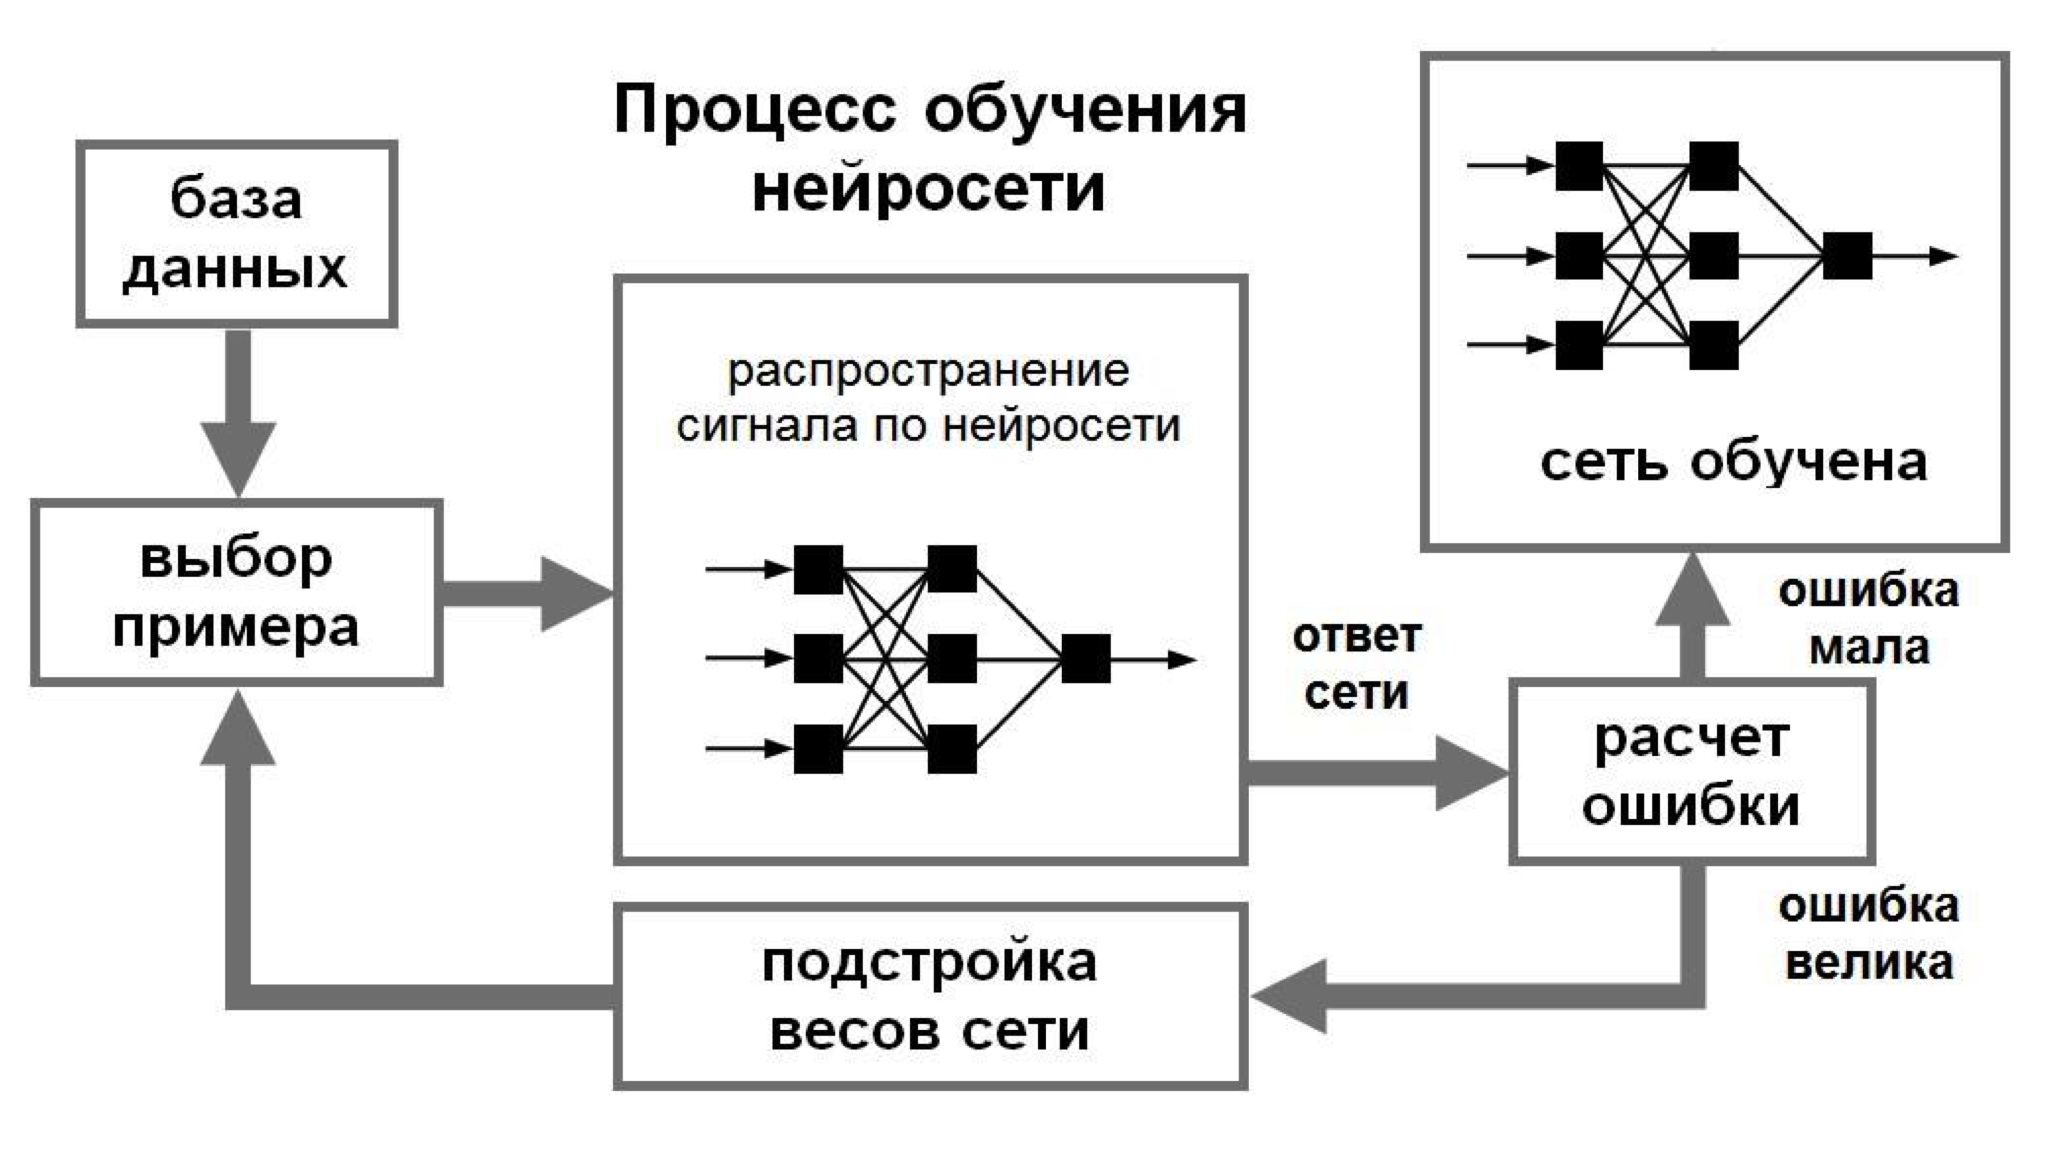 Процесс обучения
нейросети
база
данных
выбор
примера
распространение
сигнала по нейросети
ответ
сети
расчет
ошибки
ошибка
мала
сеть обучена
ошибка
велика
подстройка
весов сети